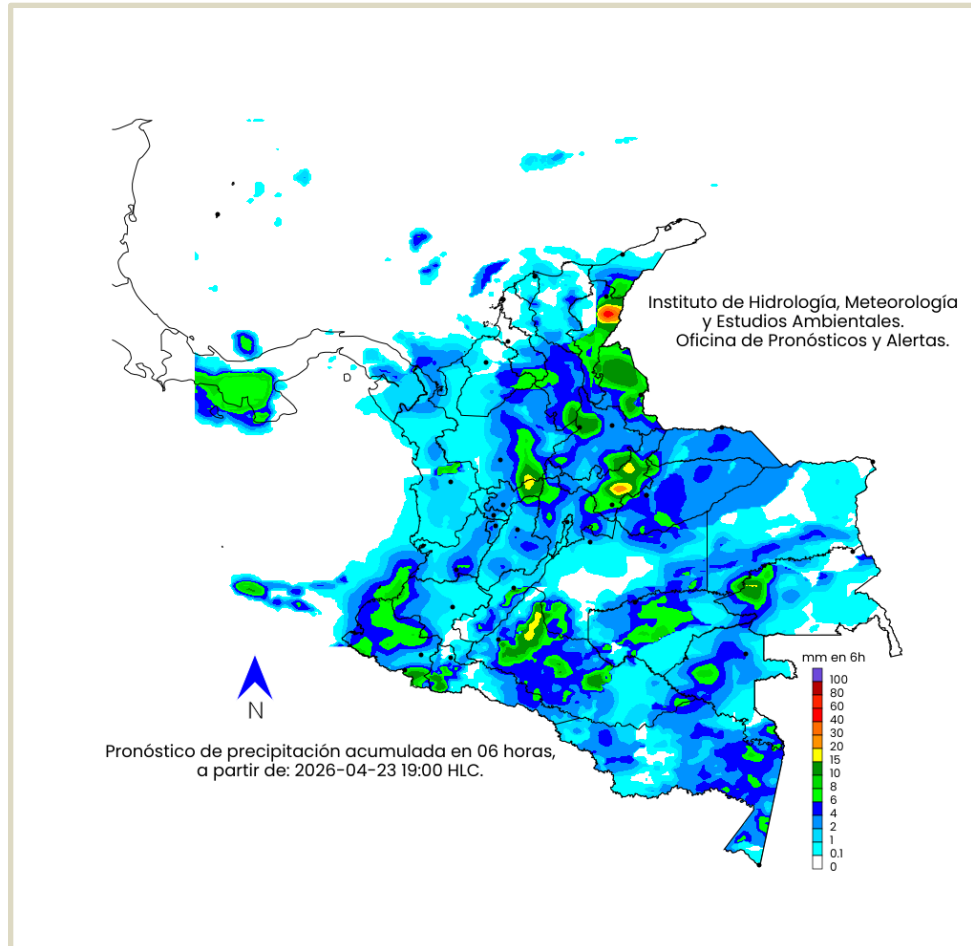 Instituto de Hidrología, Meteorología
y Estudios Ambientales.
Oficina de Pronósticos y Alertas.
mm en 6h
100
80
60
40
30
20
15
10
8
6
4
2
1
0.1
0
N
Pronóstico de precipitación acumulada en 06 horas,
a partir de: 2026-04-23 19:00 HLC.